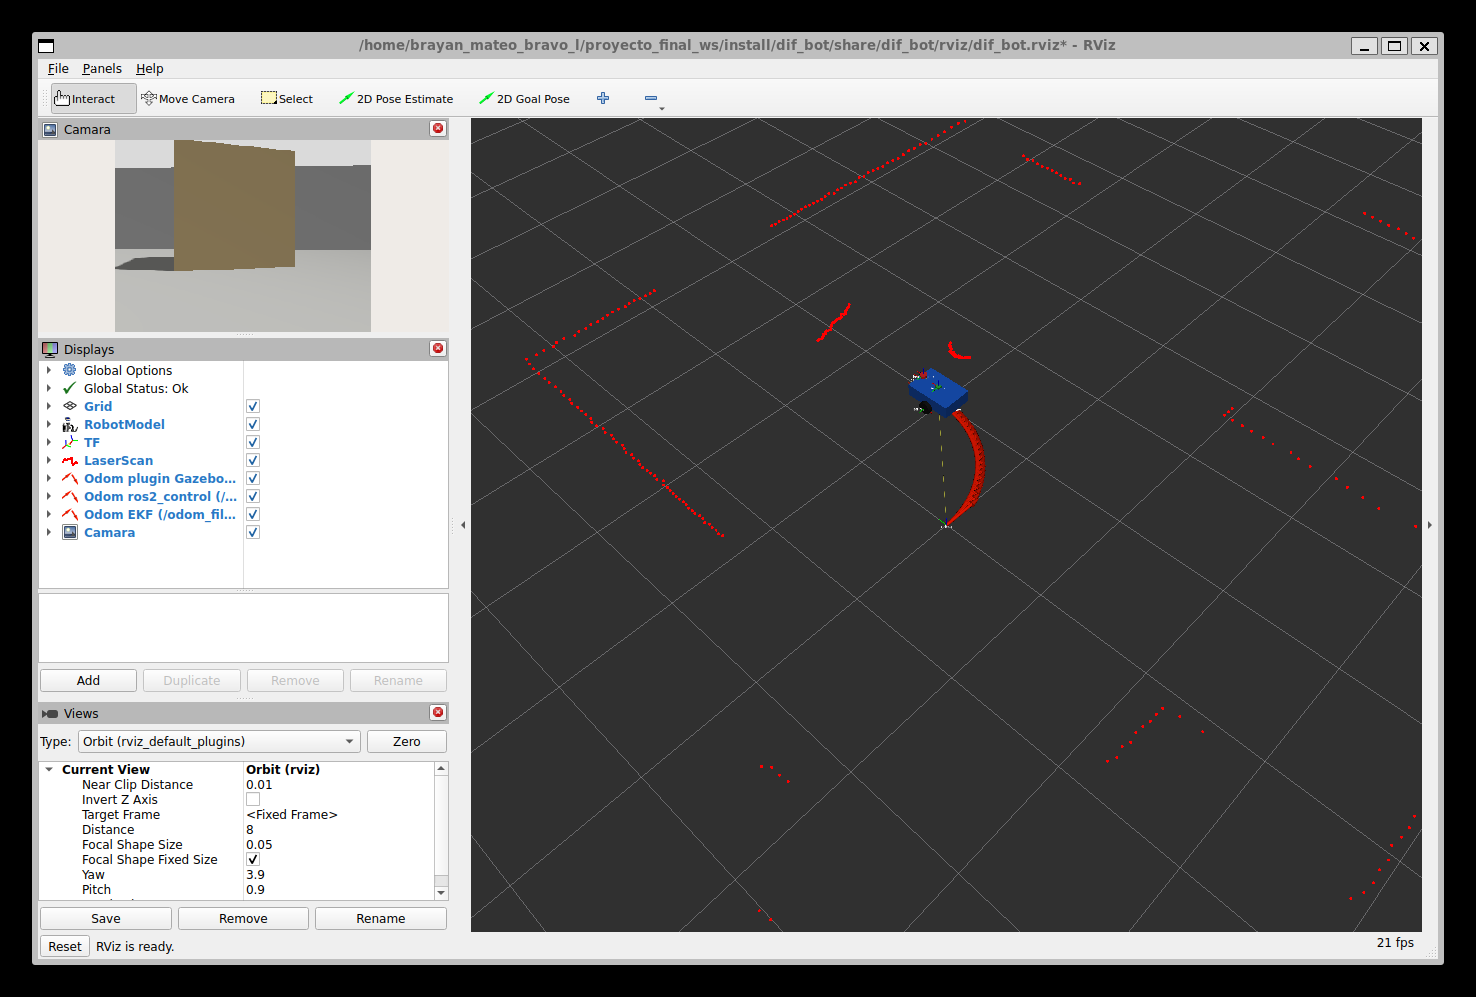 /home/brayan_mateo_bravo_l/proyecto_final_ws/install/dif_bot/share/dif_bot/rviz/dif_bot.rviz* - RViz
File Panels Help
Interact Move Camera Select 2D Pose Estimate 2D Goal Pose
Camara
Displays
Global Options
Global Status: Ok
Grid
RobotModel
TF
LaserScan
Odom plugin Gazebo...
Odom ros2_control (/...
Odom EKF (/odom_fil...
Camara
Add Duplicate Remove Rename
Views
Type: Orbit (rviz_default_plugins) Zero
Current View Orbit (rviz)
Near Clip Distance 0.01
Invert Z Axis
Target Frame <Fixed Frame>
Distance 8
Focal Shape Size 0.05
Focal Shape Fixed Size
Yaw 3.9
Pitch 0.9
Save Remove Rename
Reset RViz is ready.
21 fps